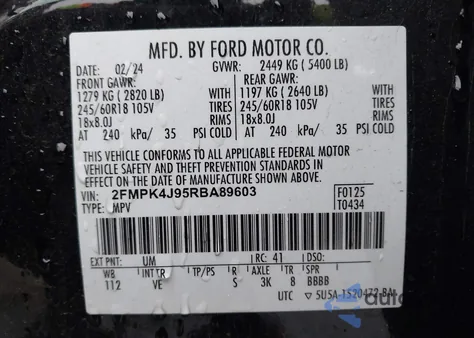 MFD. BY FORD MOTOR CO.
DATE: 02/24 GVWR: 2449 KG ( 5400 LB)
FRONT GAWR: REAR GAWR:
1279 KG ( 2820 LB) WITH 1197 KG ( 2640 LB) WITH
245/60R18 105V TIRES 245/60R18 105V TIRES
18x8.0J RIMS 18x8.0J RIMS
AT 240 kPa/ 35 PSI COLD AT 240 kPa/ 35 PSI COLD
THIS VEHICLE CONFORMS TO ALL APPLICABLE FEDERAL MOTOR
VEHICLE SAFETY AND THEFT PREVENTION STANDARDS IN
EFFECT ON THE DATE OF MANUFACTURE SHOWN ABOVE.
VIN: 2FMPK4J95RBA89603 F0125
TYPE: MPV T0434
EXT PNT: UM RC: 41 DSO:
WB INT TR TP/PS R AXLE TR SPR
112 VE S 3K 8 BBBB
UTC ▽ 5U5A-1520472-BA